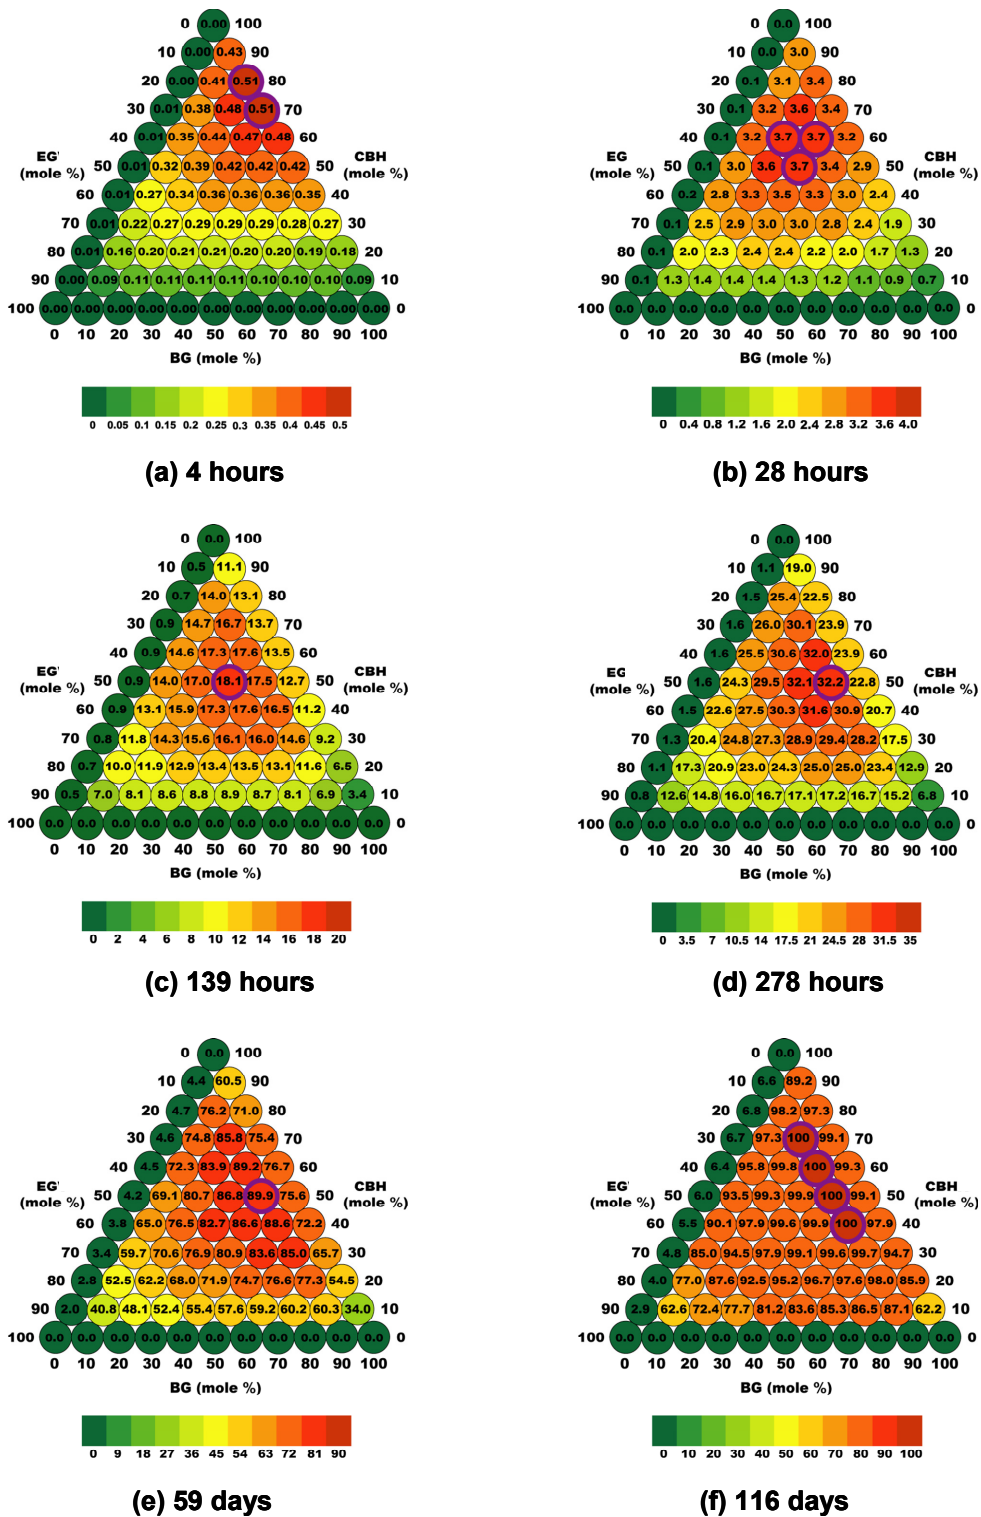 0 0.00 100
10 0.00 0.43 90
20 0.00 0.41 0.51 80
30 0.01 0.38 0.48 0.51 70
40 0.01 0.35 0.44 0.47 0.48 60
EG' CBH
(mole %) 50 0.01 0.32 0.39 0.42 0.42 0.42 50 (mole %)
60 0.01 0.27 0.34 0.36 0.36 0.36 0.35 40
70 0.01 0.22 0.27 0.29 0.29 0.29 0.28 0.27 30
80 0.01 0.16 0.20 0.21 0.21 0.20 0.20 0.19 0.18 20
90 0.00 0.09 0.11 0.11 0.11 0.11 0.10 0.10 0.10 0.09 10
100 0.00 0.00 0.00 0.00 0.00 0.00 0.00 0.00 0.00 0.00 0.00 0
0 10 20 30 40 50 60 70 80 90 100
BG (mole %)
0 0.05 0.1 0.15 0.2 0.25 0.3 0.35 0.4 0.45 0.5
(a) 4 hours
0 0.0 100
10 0.0 3.0 90
20 0.1 3.1 3.4 80
30 0.1 3.2 3.6 3.4 70
40 0.1 3.2 3.7 3.7 3.2 60
EG CBH
(mole %) 50 0.1 3.0 3.6 3.7 3.4 2.9 50 (mole %)
60 0.2 2.8 3.3 3.5 3.3 3.0 2.4 40
70 0.1 2.5 2.9 3.0 3.0 2.8 2.4 1.9 30
80 0.1 2.0 2.3 2.4 2.4 2.2 2.0 1.7 1.3 20
90 0.1 1.3 1.4 1.4 1.4 1.3 1.2 1.1 0.9 0.7 10
100 0.0 0.0 0.0 0.0 0.0 0.0 0.0 0.0 0.0 0.0 0.0 0
0 10 20 30 40 50 60 70 80 90 100
BG (mole %)
0 0.4 0.8 1.2 1.6 2.0 2.4 2.8 3.2 3.6 4.0
(b) 28 hours
0 0.0 100
10 0.5 11.1 90
20 0.7 14.0 13.1 80
30 0.9 14.7 16.7 13.7 70
40 0.9 14.6 17.3 17.6 13.5 60
EG' CBH
(mole %) 50 0.9 14.0 17.0 18.1 17.5 12.7 50 (mole %)
60 0.9 13.1 15.9 17.3 17.6 16.5 11.2 40
70 0.8 11.8 14.3 15.6 16.1 16.0 14.6 9.2 30
80 0.7 10.0 11.9 12.9 13.4 13.5 13.1 11.6 6.5 20
90 0.5 7.0 8.1 8.6 8.8 8.9 8.7 8.1 6.9 3.4 10
100 0.0 0.0 0.0 0.0 0.0 0.0 0.0 0.0 0.0 0.0 0.0 0
0 10 20 30 40 50 60 70 80 90 100
BG (mole %)
0 2 4 6 8 10 12 14 16 18 20
(c) 139 hours
0 0.0 100
10 1.1 19.0 90
20 1.5 25.4 22.5 80
30 1.6 26.0 30.1 23.9 70
40 1.6 25.5 30.6 32.0 23.9 60
EG CBH
(mole %) 50 1.6 24.3 29.5 32.1 32.2 22.8 50 (mole %)
60 1.5 22.6 27.5 30.3 31.6 30.9 20.7 40
70 1.3 20.4 24.8 27.3 28.9 29.4 28.2 17.5 30
80 1.1 17.3 20.9 23.0 24.3 25.0 25.0 23.4 12.9 20
90 0.8 12.6 14.8 16.0 16.7 17.1 17.2 16.7 15.2 6.8 10
100 0.0 0.0 0.0 0.0 0.0 0.0 0.0 0.0 0.0 0.0 0.0 0
0 10 20 30 40 50 60 70 80 90 100
BG (mole %)
0 3.5 7 10.5 14 17.5 21 24.5 28 31.5 35
(d) 278 hours
0 0.0 100
10 4.4 60.5 90
20 4.7 76.2 71.0 80
30 4.6 74.8 85.8 75.4 70
40 4.5 72.3 83.9 89.2 76.7 60
EG' CBH
(mole %) 50 4.2 69.1 80.7 86.8 89.9 75.6 50 (mole %)
60 3.8 65.0 76.5 82.7 86.6 88.6 72.2 40
70 3.4 59.7 70.6 76.9 80.9 83.6 85.0 65.7 30
80 2.8 52.5 62.2 68.0 71.9 74.7 76.6 77.3 54.5 20
90 2.0 40.8 48.1 52.4 55.4 57.6 59.2 60.2 60.3 34.0 10
100 0.0 0.0 0.0 0.0 0.0 0.0 0.0 0.0 0.0 0.0 0.0 0
0 10 20 30 40 50 60 70 80 90 100
BG (mole %)
0 9 18 27 36 45 54 63 72 81 90
(e) 59 days
0 0.0 100
10 6.6 89.2 90
20 6.8 98.2 97.3 80
30 6.7 97.3 100 99.1 70
40 6.4 95.8 99.8 100 99.3 60
EG' CBH
(mole %) 50 6.0 93.5 99.3 99.9 100 99.1 50 (mole %)
60 5.5 90.1 97.9 99.6 99.9 100 97.9 40
70 4.8 85.0 94.5 97.9 99.1 99.6 99.7 94.7 30
80 4.0 77.0 87.6 92.5 95.2 96.7 97.6 98.0 85.9 20
90 2.9 62.6 72.4 77.7 81.2 83.6 85.3 86.5 87.1 62.2 10
100 0.0 0.0 0.0 0.0 0.0 0.0 0.0 0.0 0.0 0.0 0.0 0
0 10 20 30 40 50 60 70 80 90 100
BG (mole %)
0 10 20 30 40 50 60 70 80 90 100
(f) 116 days